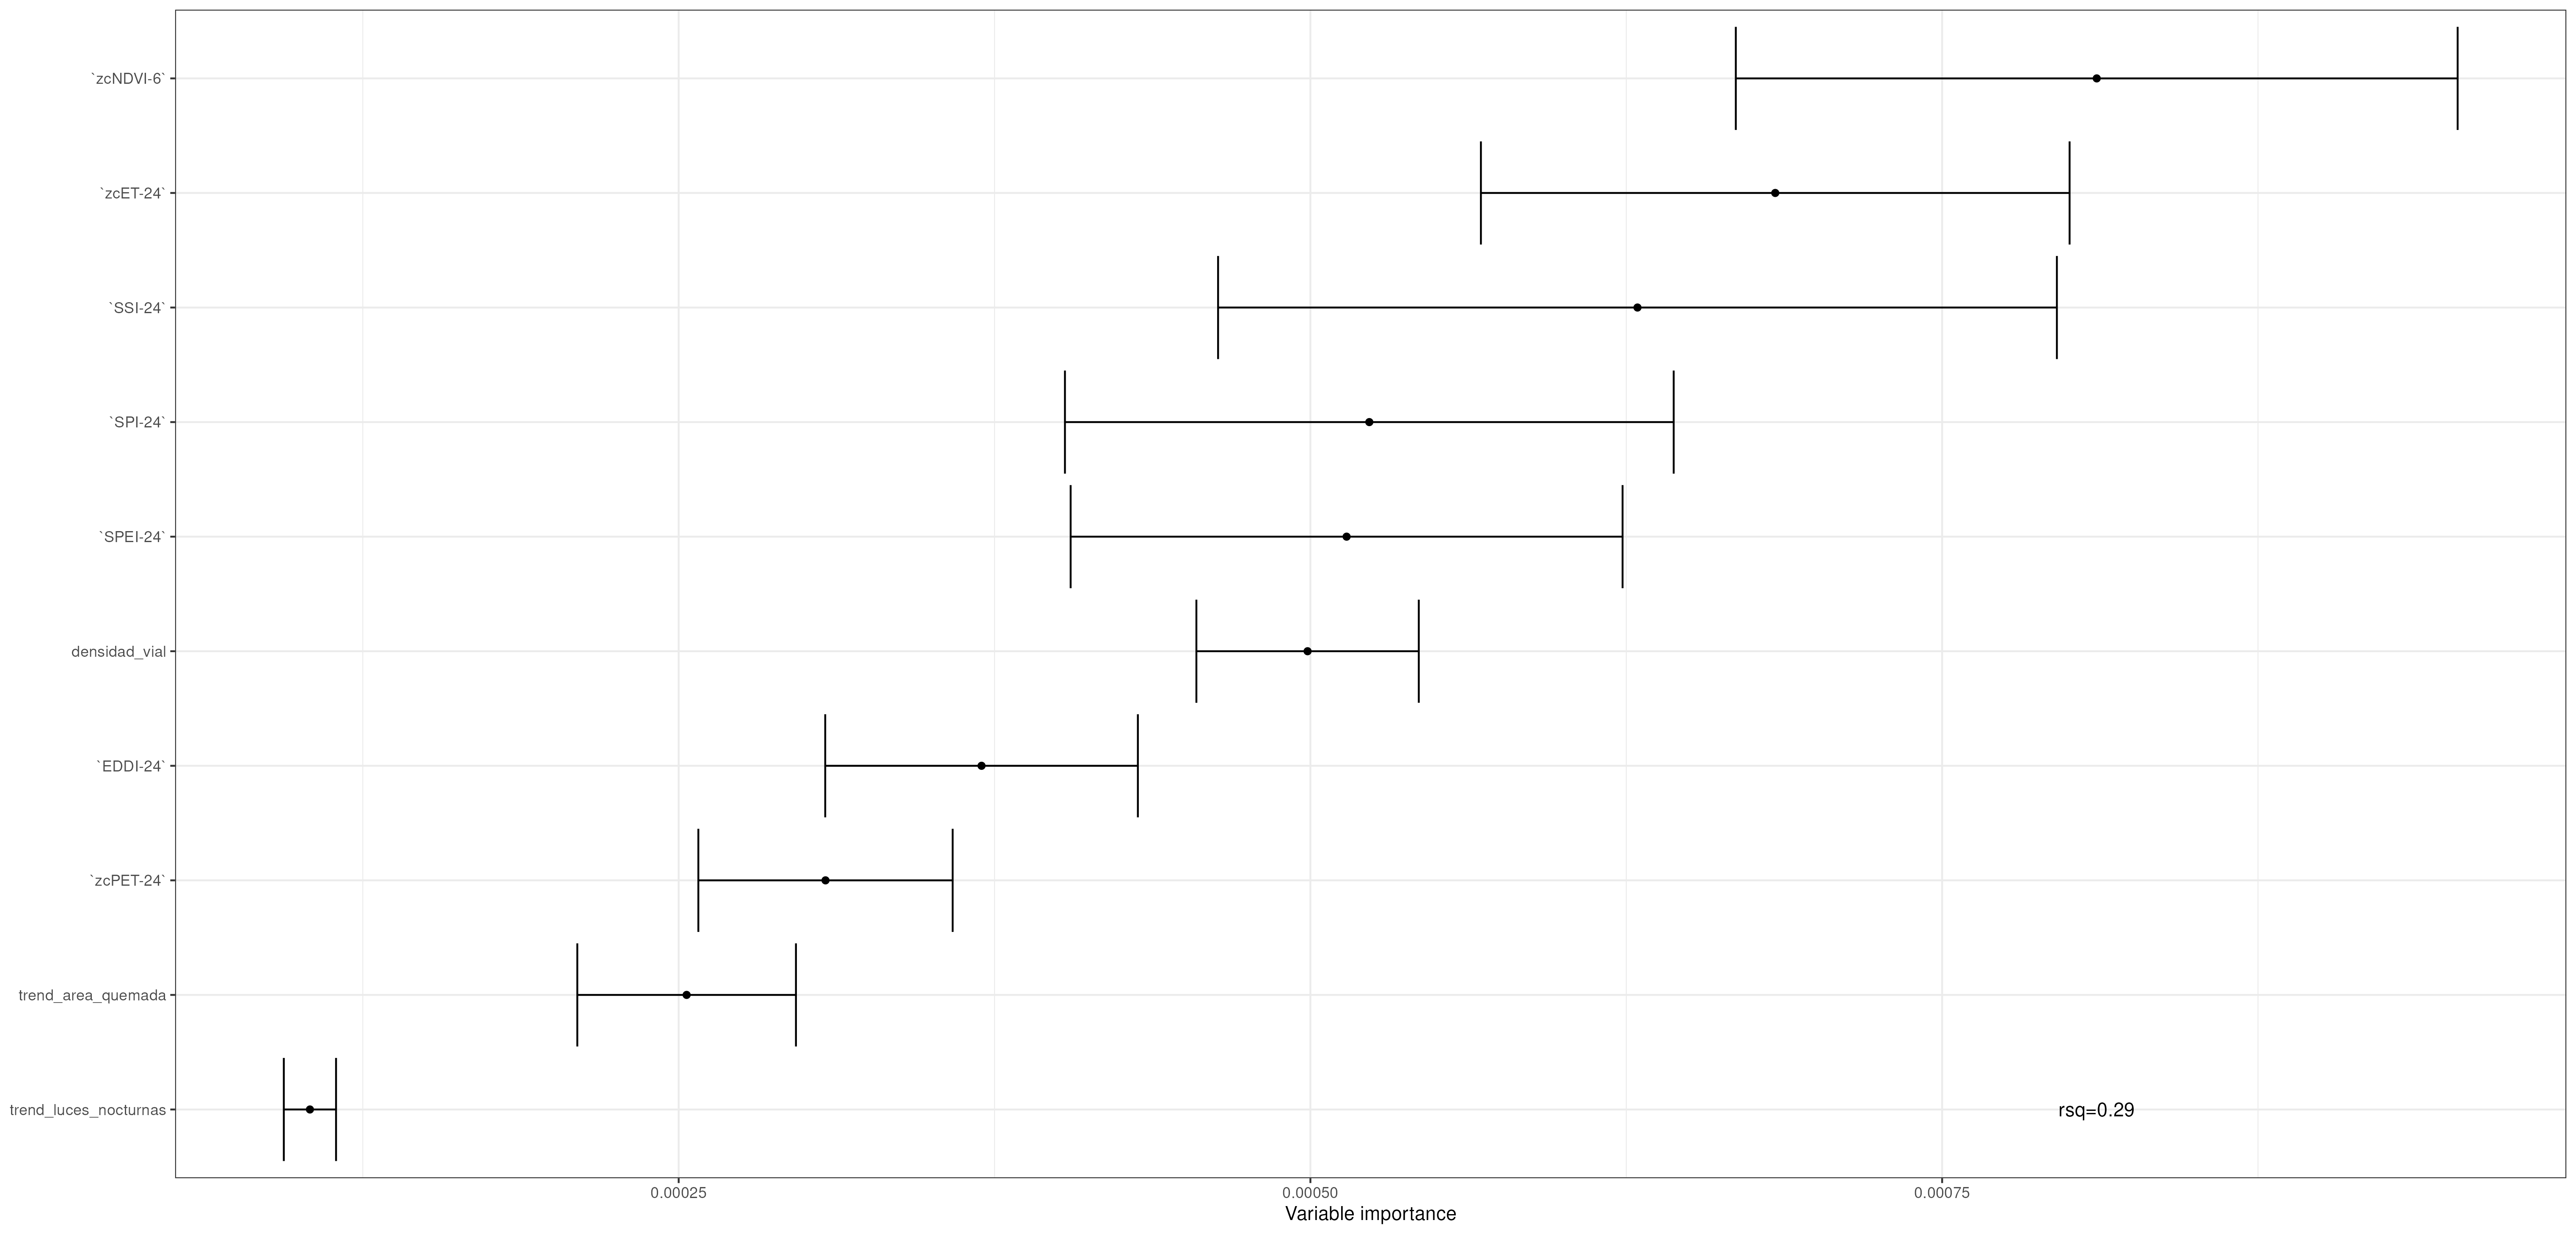 `zcNDVI-6`
`zcET-24`
`SSI-24`
`SPI-24`
`SPEI-24`
densidad_vial
`EDDI-24`
`zcPET-24`
trend_area_quemada
trend_luces_nocturnas
rsq=0.29
0.00025 0.00050 0.00075
Variable importance